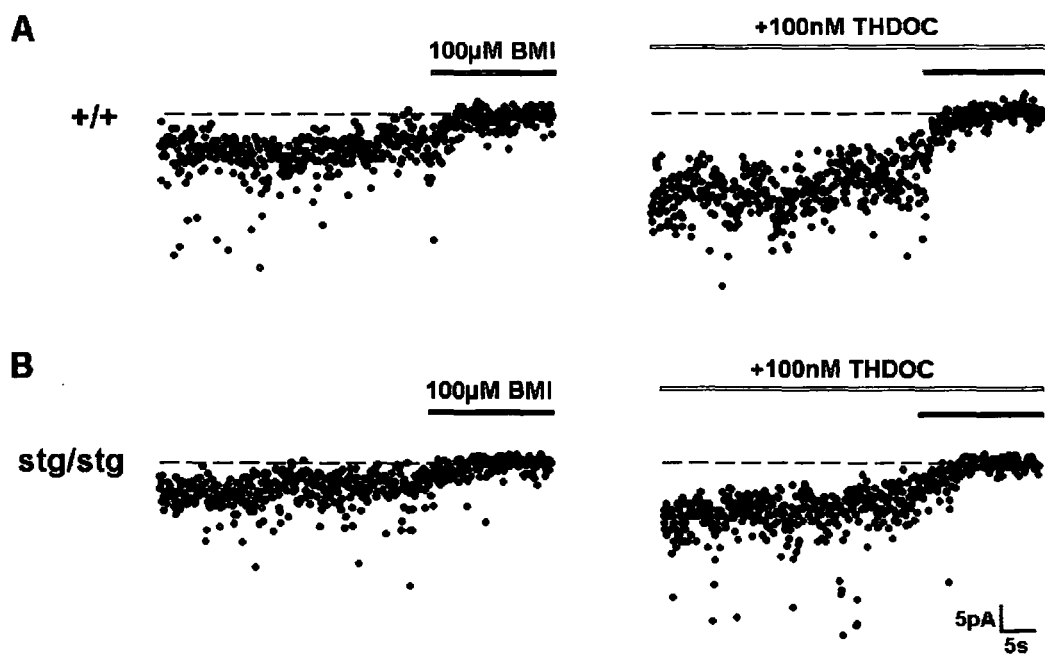 A
+100nM THDOC
100µM BMI
+/+
B
+100nM THDOC
100µM BMI
stg/stg
5pA
5s